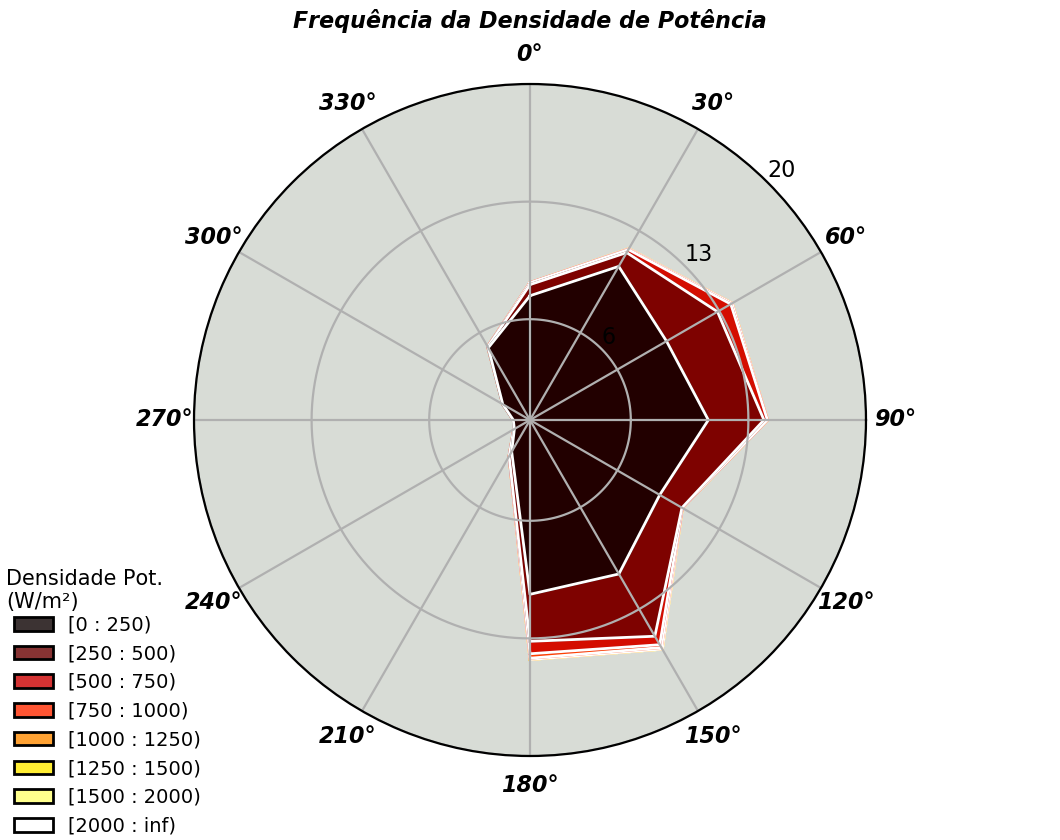 Frequência da Densidade de Potência
0°
330°
30°
20
300°
60°
13
6
270°
90°
Densidade Pot.
(W/m²)
240°
120°
[0 : 250)
[250 : 500)
[500 : 750)
[750 : 1000)
[1000 : 1250)
[1250 : 1500)
[1500 : 2000)
[2000 : inf)
210°
150°
180°